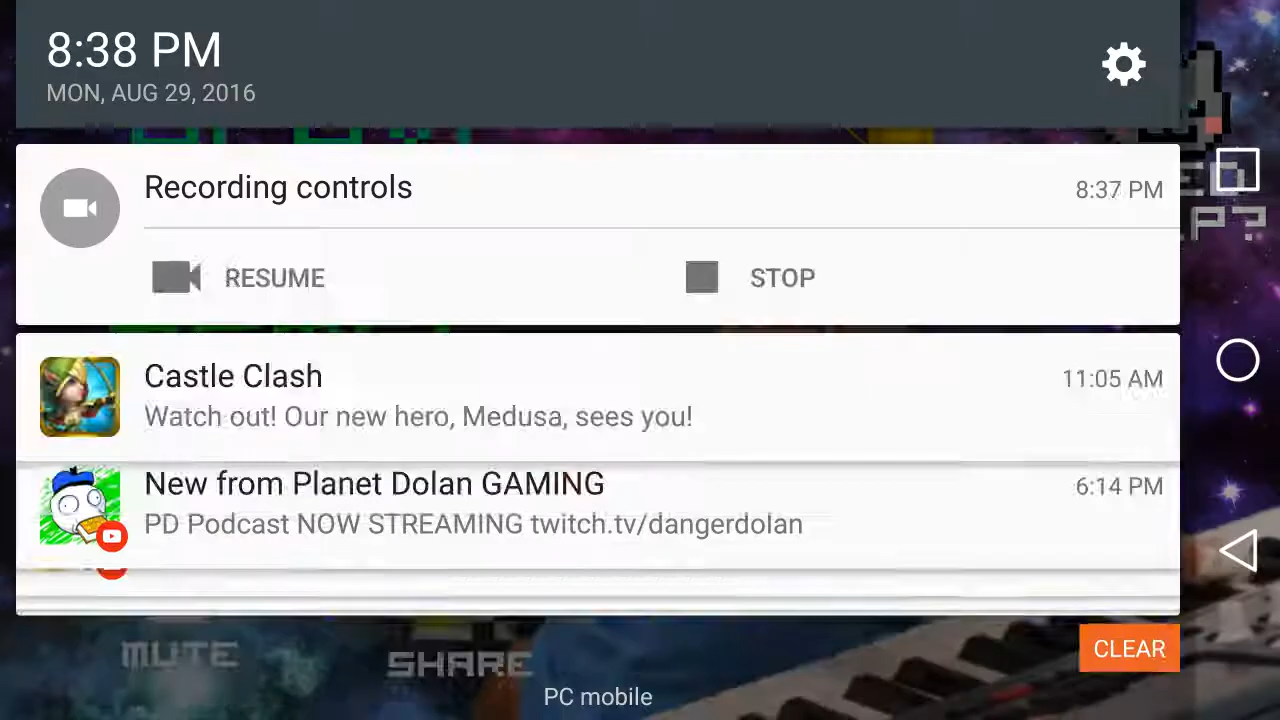 8:38 PM
MON, AUG 29, 2016
Recording controls
8:37 PM
RESUME
STOP
Castle Clash
11:05 AM
Watch out! Our new hero, Medusa, sees you!
New from Planet Dolan GAMING
6:14 PM
PD Podcast NOW STREAMING twitch.tv/dangerdolan
MUTE
SHARE
CLEAR
PC mobile